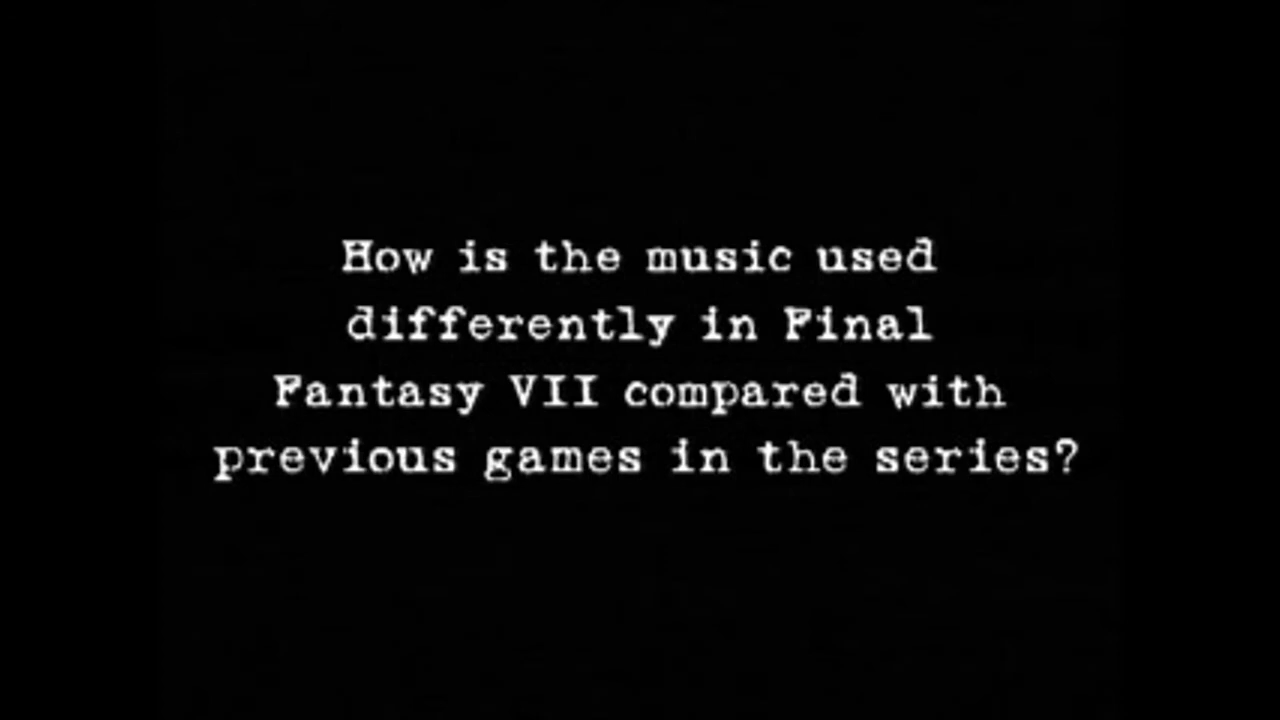 How is the music used
differently in Final
Fantasy VII compared with
previous games in the series?